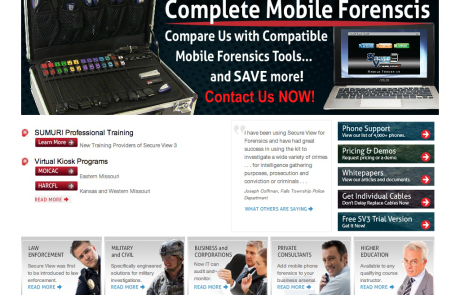 Complete Mobile Forenscis
Compare Us with Compatible
Mobile Forensics Tools...
and SAVE more!
Contact Us NOW!
SUMURI Professional Training
Learn More New Training Providers of Secure View 3
Virtual Kiosk Programs
MOICAC Eastern Missouri
HARCFL Kansas and Western Missouri
READ MORE
I have been using Secure View for
Forensics and have had great
success in using the kit to
investigate a wide variety of crimes
. . . for intelligence gathering
purposes, prosecution and
conviction or criminals. . . .
Joseph Coffman, Falls Township Police
Department
WHAT OTHERS ARE SAYING
Phone Support
View our list of 4,000+ phones.
Pricing & Demos
Request pricing or a demo
Whitepapers
View our articles and documents.
Get Individual Cables
Don't Delay Replace Cables Now
Free SV3 Trial Version
Get It Now
LAW
ENFORCEMENT
Secure View was first
to be introduced to law
enforcement.
READ MORE
MILITARY
and CIVIL
Specifically engineered
solutions for military
investigations.
READ MORE
BUSINESS and
CORPORATIONS
Now IT can
audit and
monitor.
READ MORE
PRIVATE
CONSULTANTS
Add mobile phone
forensics to your
business arsenal.
READ MORE
HIGHER
EDUCATION
Available to any
qualifying course
instructor.
READ MORE